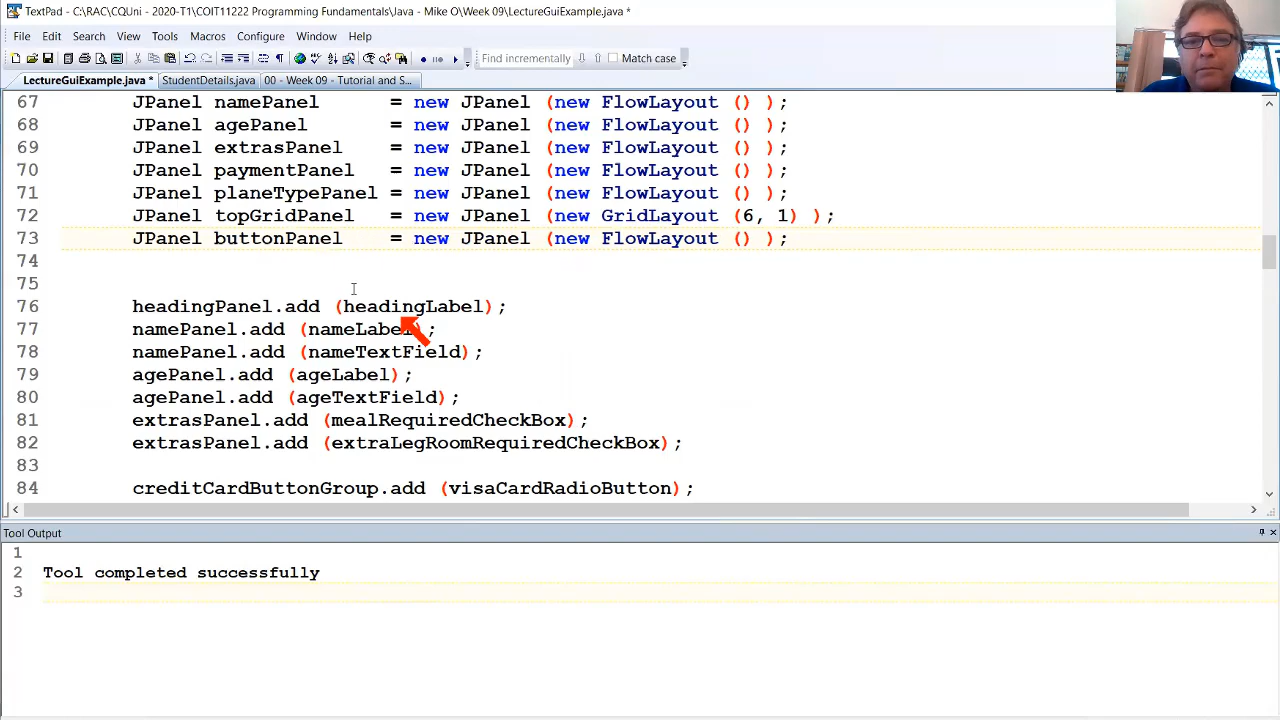 TextPad - C:\RAC\CQUni - 2020-T1\COIT11222 Programming Fundamentals\Java - Mike O\Week 09\LectureGuiExample.java *
File Edit Search View Tools Macros Configure Window Help
Find incrementally Match case
LectureGuiExample.java * StudentDetails.java 00 - Week 09 - Tutorial and S...
67 JPanel namePanel = new JPanel (new FlowLayout () );
68 JPanel agePanel = new JPanel (new FlowLayout () );
69 JPanel extrasPanel = new JPanel (new FlowLayout () );
70 JPanel paymentPanel = new JPanel (new FlowLayout () );
71 JPanel planeTypePanel = new JPanel (new FlowLayout () );
72 JPanel topGridPanel = new JPanel (new GridLayout (6, 1) );
73 JPanel buttonPanel = new JPanel (new FlowLayout () );
74
75
76 headingPanel.add (headingLabel);
77 namePanel.add (nameLabel);
78 namePanel.add (nameTextField);
79 agePanel.add (ageLabel);
80 agePanel.add (ageTextField);
81 extrasPanel.add (mealRequiredCheckBox);
82 extrasPanel.add (extraLegRoomRequiredCheckBox);
83
84 creditCardButtonGroup.add (visaCardRadioButton);
Tool Output
1
2 Tool completed successfully
3